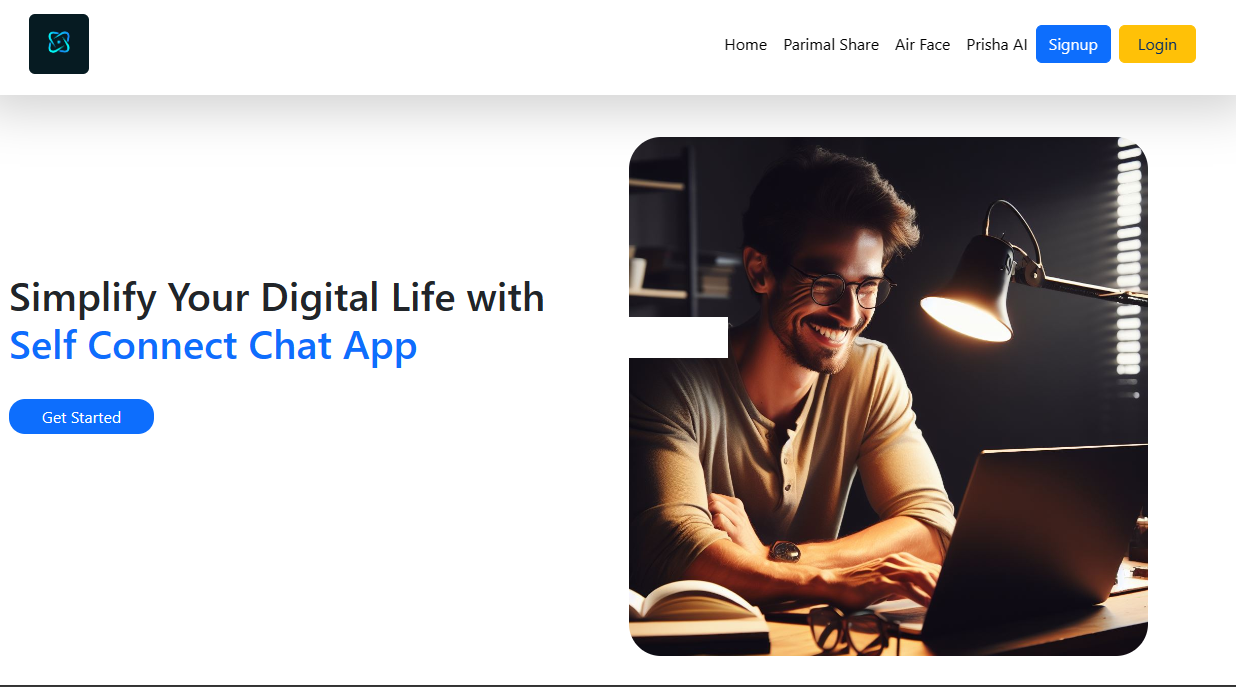 Home Parimal Share Air Face Prisha AI Signup Login
Simplify Your Digital Life with
Self Connect Chat App
Get Started